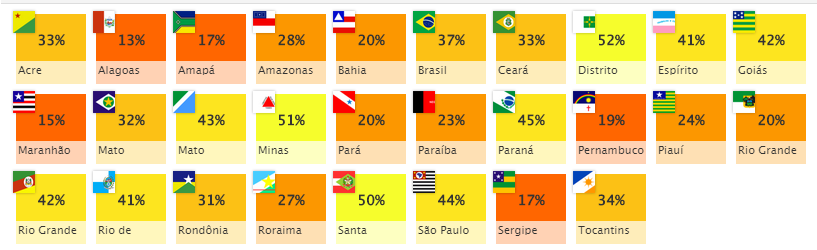 33% 13% 17% 28% 20% 37% 33% 52% 41% 42%
Acre Alagoas Amapá Amazonas Bahia Brasil Ceará Distrito Espírito Goiás
15% 32% 43% 51% 20% 23% 45% 19% 24% 20%
Maranhão Mato Mato Minas Pará Paraíba Paraná Pernambuco Piauí Rio Grande
42% 41% 31% 27% 50% 44% 17% 34%
Rio Grande Rio de Rondônia Roraima Santa São Paulo Sergipe Tocantins